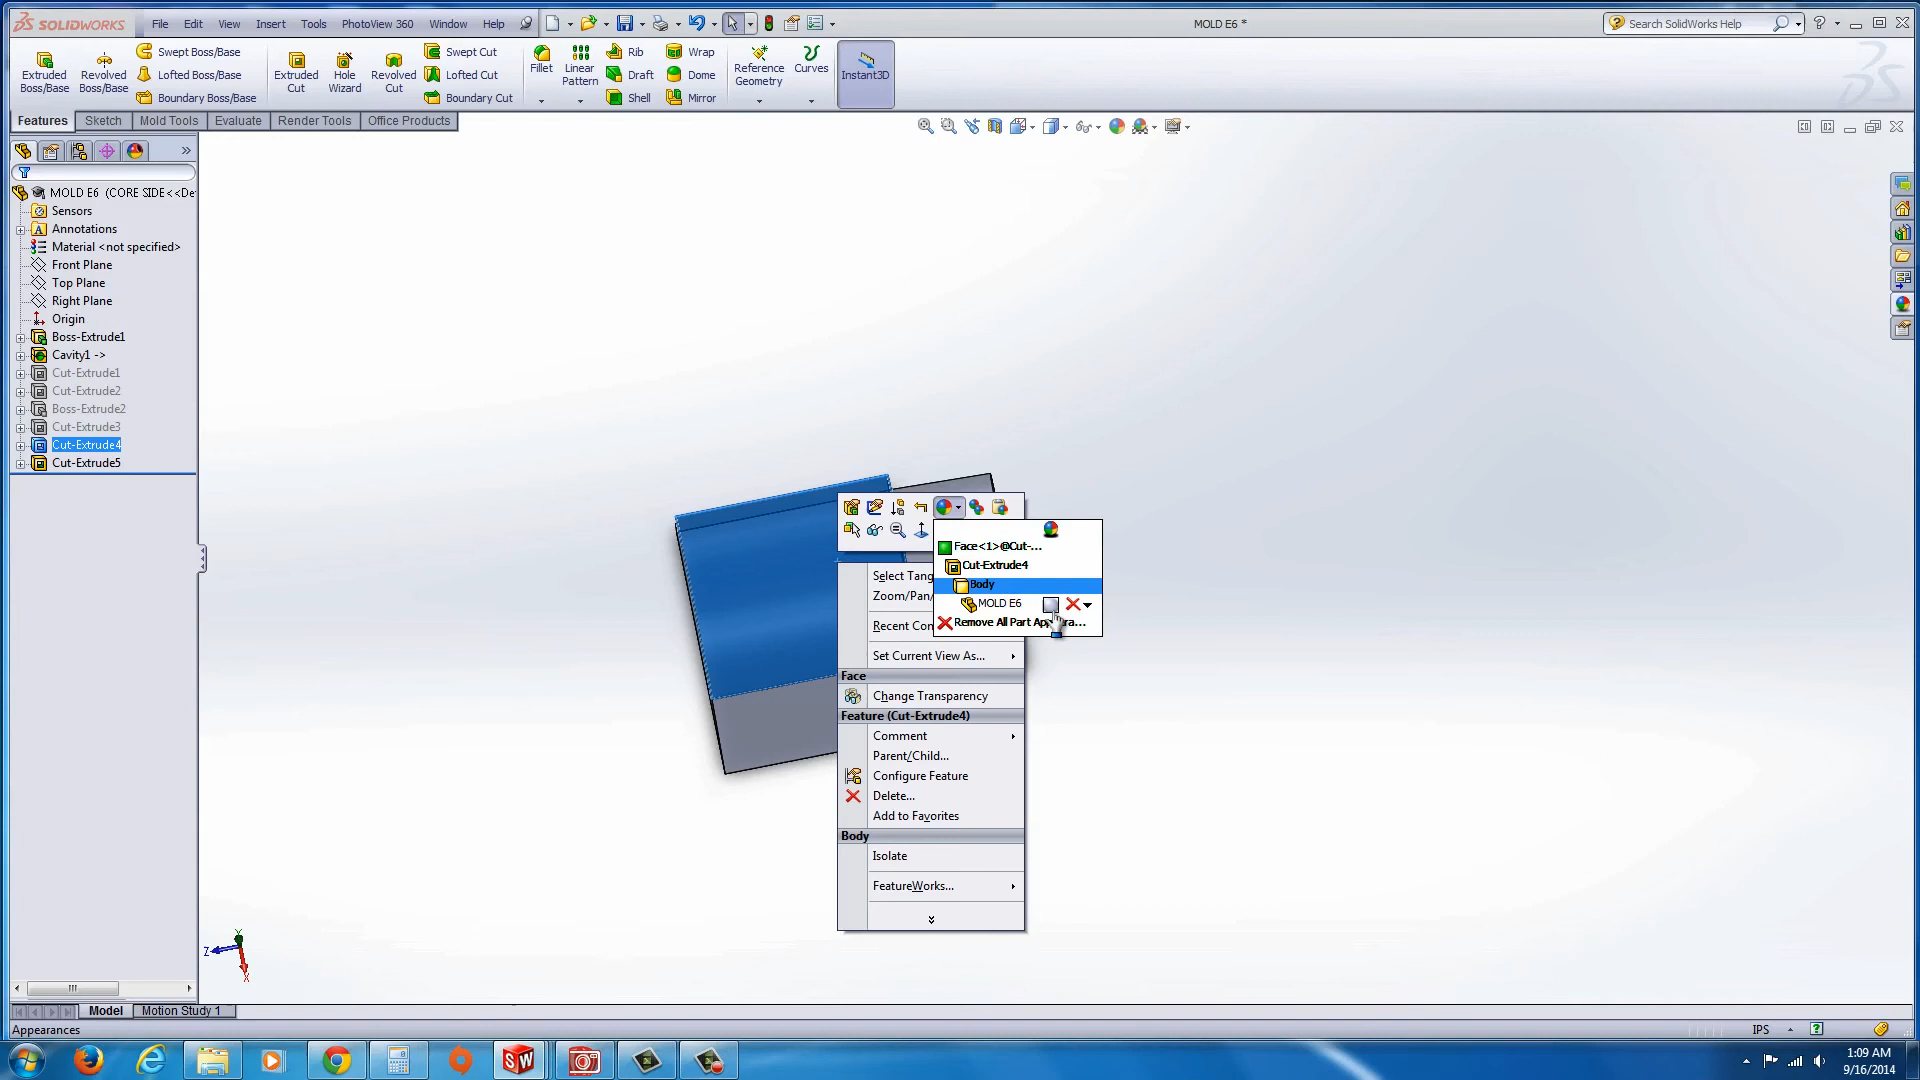 SOLIDWORKS File Edit View Insert Tools PhotoView 360 Window Help MOLD E6 * Search SolidWorks Help
Extruded Boss/Base
Revolved Boss/Base
Swept Boss/Base
Lofted Boss/Base
Boundary Boss/Base
Extruded Cut
Hole Wizard
Revolved Cut
Swept Cut
Lofted Cut
Boundary Cut
Fillet
Linear Pattern
Rib
Draft
Shell
Wrap
Dome
Mirror
Reference Geometry
Curves
Instant3D
Features Sketch Mold Tools Evaluate Render Tools Office Products
MOLD E6 (CORE SIDE<<De
Sensors
Annotations
Material <not specified>
Front Plane
Top Plane
Right Plane
Origin
Boss-Extrude1
Cavity1 ->
Cut-Extrude1
Cut-Extrude2
Boss-Extrude2
Cut-Extrude3
Cut-Extrude4
Cut-Extrude5
Face<1>@Cut-...
Cut-Extrude4
Body
MOLD E6
Remove All Part Appeara...
Select Tang
Zoom/Pan/
Recent Con
Set Current View As...
Face
Change Transparency
Feature (Cut-Extrude4)
Comment
Parent/Child...
Configure Feature
Delete...
Add to Favorites
Body
Isolate
FeatureWorks...
Y
Z
X
Model Motion Study 1
Appearances IPS
SW
1:09 AM
9/16/2014